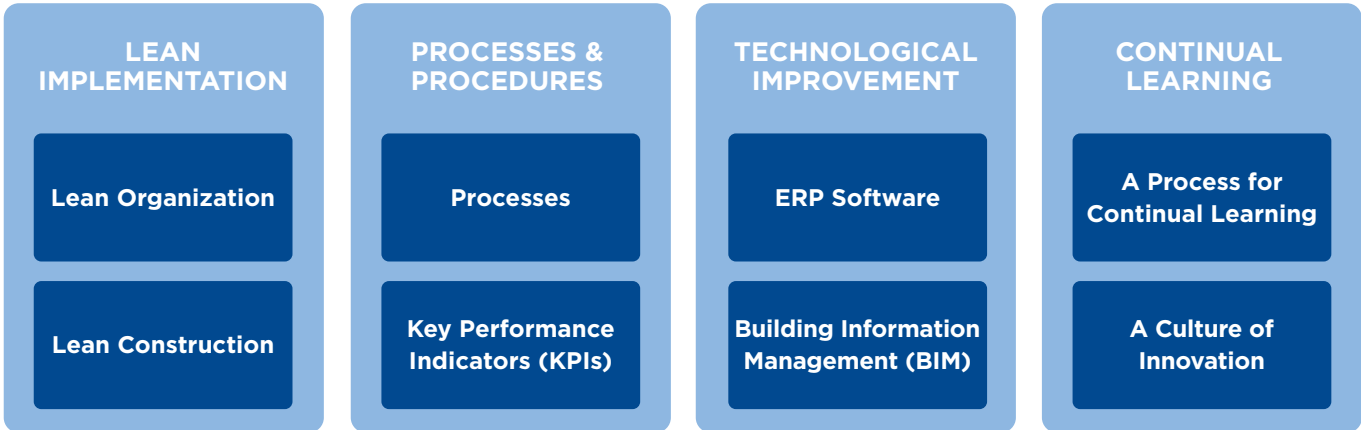 LEAN
IMPLEMENTATION
Lean Organization
Lean Construction
PROCESSES &
PROCEDURES
Processes
Key Performance
Indicators (KPIs)
TECHNOLOGICAL
IMPROVEMENT
ERP Software
Building Information
Management (BIM)
CONTINUAL
LEARNING
A Process for
Continual Learning
A Culture of
Innovation